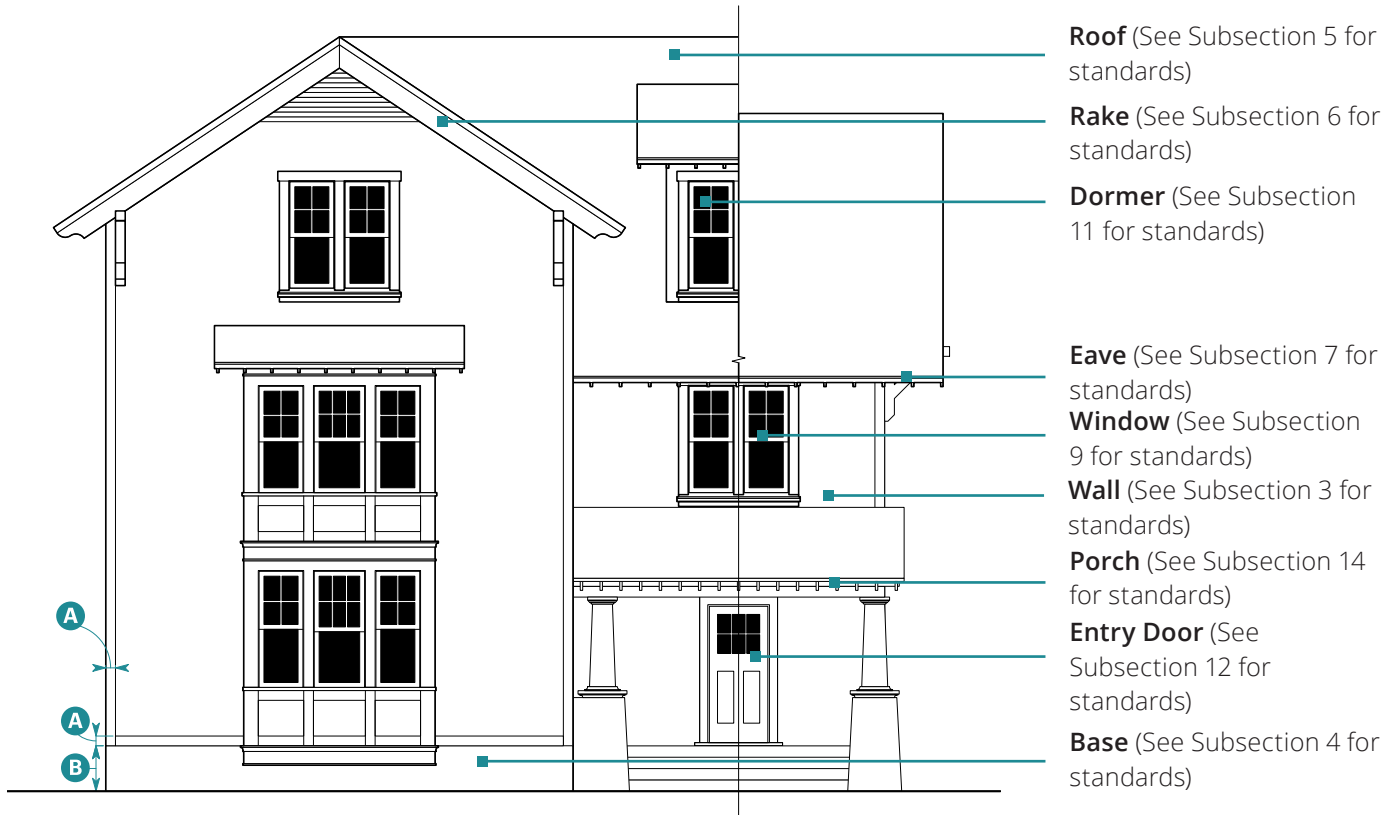 Roof (See Subsection 5 for
standards)
Rake (See Subsection 6 for
standards)
Dormer (See Subsection
11 for standards)
Eave (See Subsection 7 for
standards)
Window (See Subsection
9 for standards)
Wall (See Subsection 3 for
standards)
Porch (See Subsection 14
for standards)
Entry Door (See
Subsection 12 for
standards)
Base (See Subsection 4 for
standards)
A
A
B